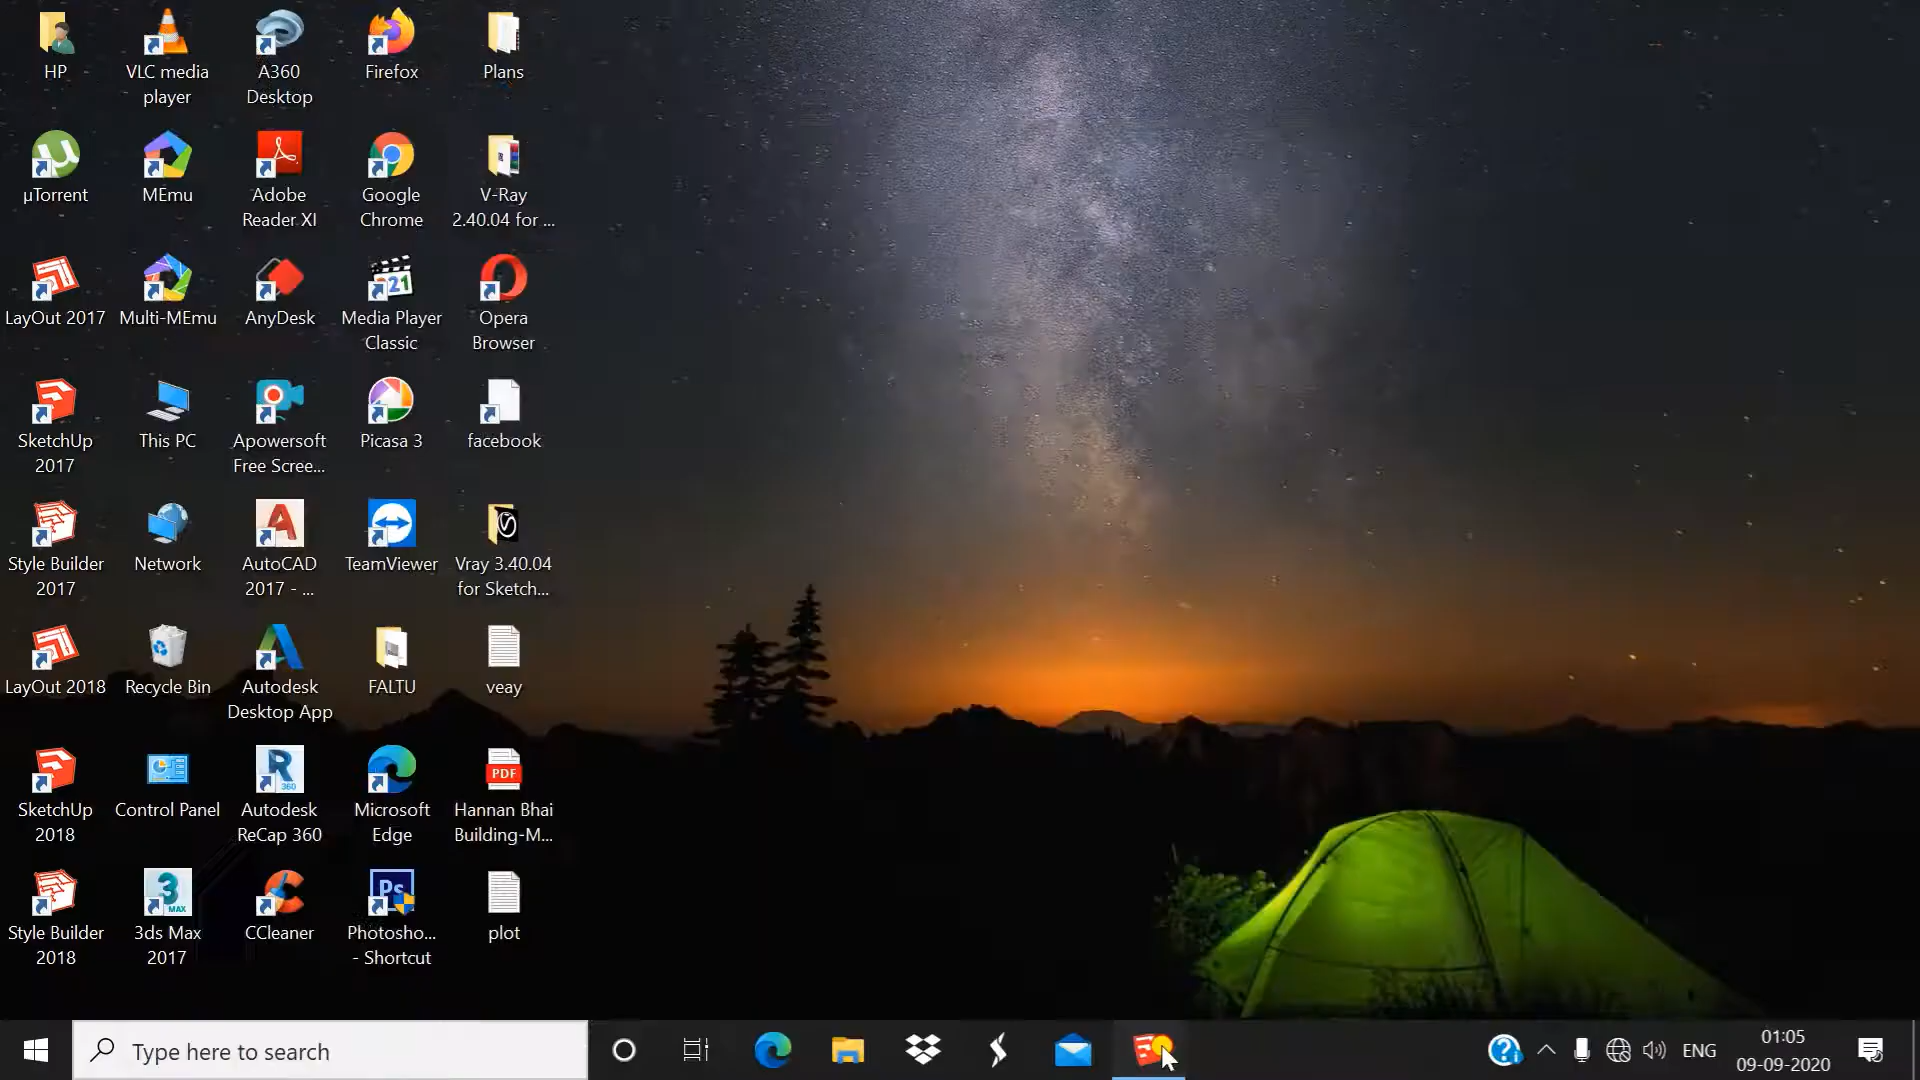 HP
VLC media
player
A360
Desktop
Firefox
Plans
µTorrent
MEmu
Adobe
Reader XI
Google
Chrome
V-Ray
2.40.04 for ...
LayOut 2017
Multi-MEmu
AnyDesk
Media Player
Classic
Opera
Browser
SketchUp
2017
This PC
Apowersoft
Free Scree...
Picasa 3
facebook
Style Builder
2017
Network
AutoCAD
2017 - ...
TeamViewer
Vray 3.40.04
for Sketch...
LayOut 2018
Recycle Bin
Autodesk
Desktop App
FALTU
veay
SketchUp
2018
Control Panel
Autodesk
ReCap 360
Microsoft
Edge
PDF
Hannan Bhai
Building-M...
Style Builder
2018
3ds Max
2017
CCleaner
Ps
Photosho...
- Shortcut
plot
Type here to search
ENG
01:05
09-09-2020